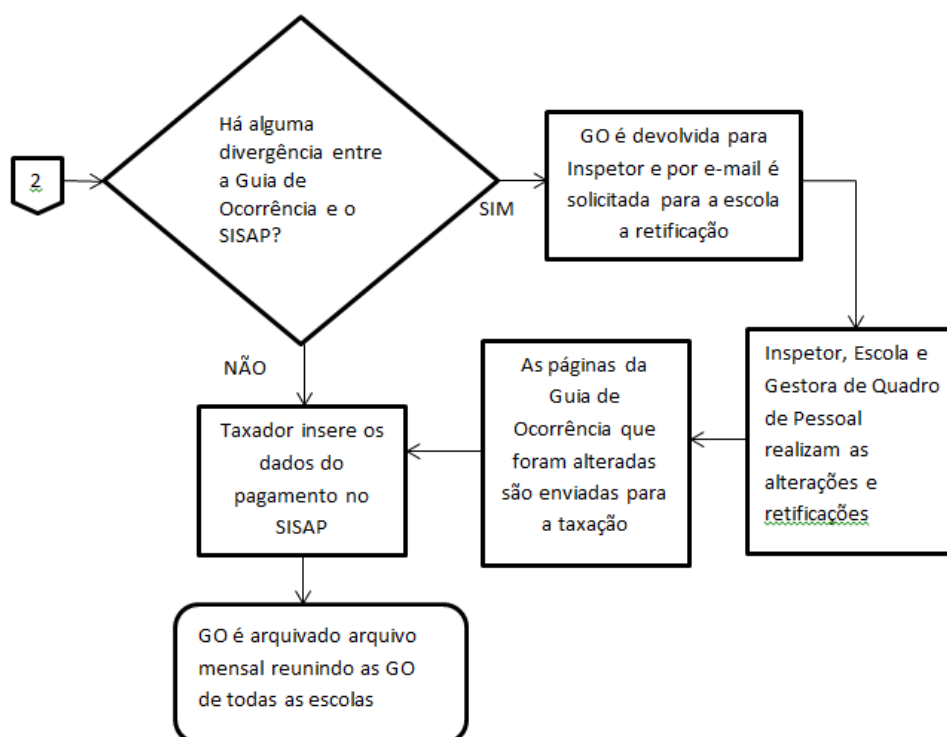 2
Há alguma
divergência entre
a Guia de
Ocorrência e o
SISAP?
SIM
GO é devolvida para
Inspetor e por e-mail é
solicitada para a escola
a retificação
Inspetor, Escola e
Gestora de Quadro
de Pessoal
realizam as
alterações e
retificações
As páginas da
Guia de
Ocorrência que
foram alteradas
são enviadas para
a taxação
NÃO
Taxador insere os
dados do
pagamento no
SISAP
GO é arquivado arquivo
mensal reunindo as GO
de todas as escolas